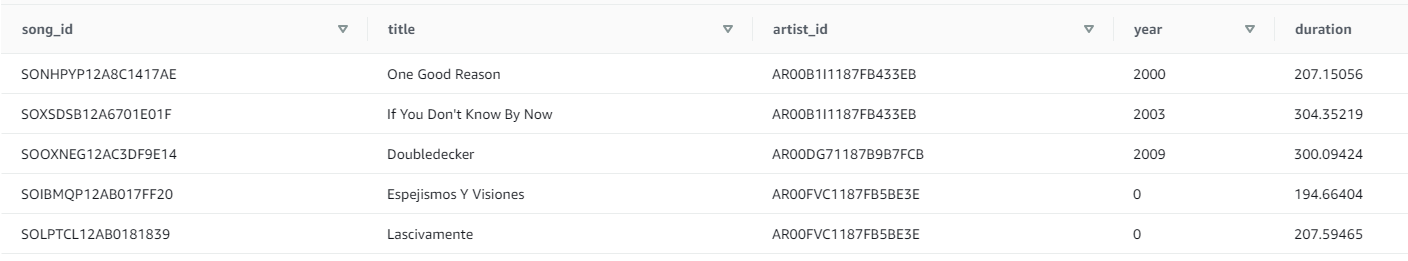 song_id title artist_id year duration
SONHPYP12A8C1417AE One Good Reason AR00B1I1187FB433EB 2000 207.15056
SOXSDSB12A6701E01F If You Don't Know By Now AR00B1I1187FB433EB 2003 304.35219
SOOXNEG12AC3DF9E14 Doubledecker AR00DG71187B9B7FCB 2009 300.09424
SOIBMQP12AB017FF20 Espejismos Y Visiones AR00FVC1187FB5BE3E 0 194.66404
SOLPTCL12AB0181839 Lascivamente AR00FVC1187FB5BE3E 0 207.59465